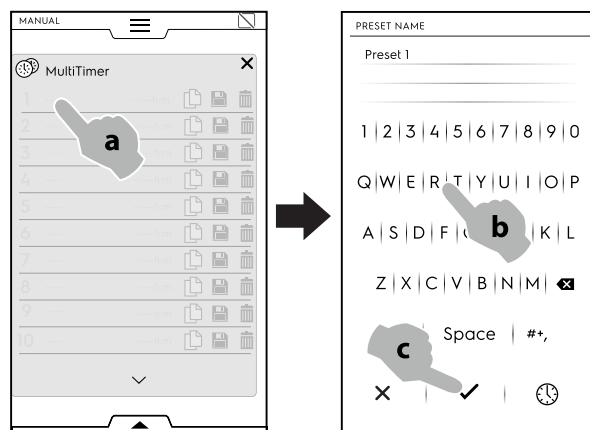 MANUAL
MultiTimer
1
a
2
3
4
5
6
7
8
9
10
PRESET NAME
Preset 1
1 2 3 4 5 6 7 8 9 0
Q W E R T Y U I O P
b
A S D F K L
Z X C V B N M
Space #+,
c